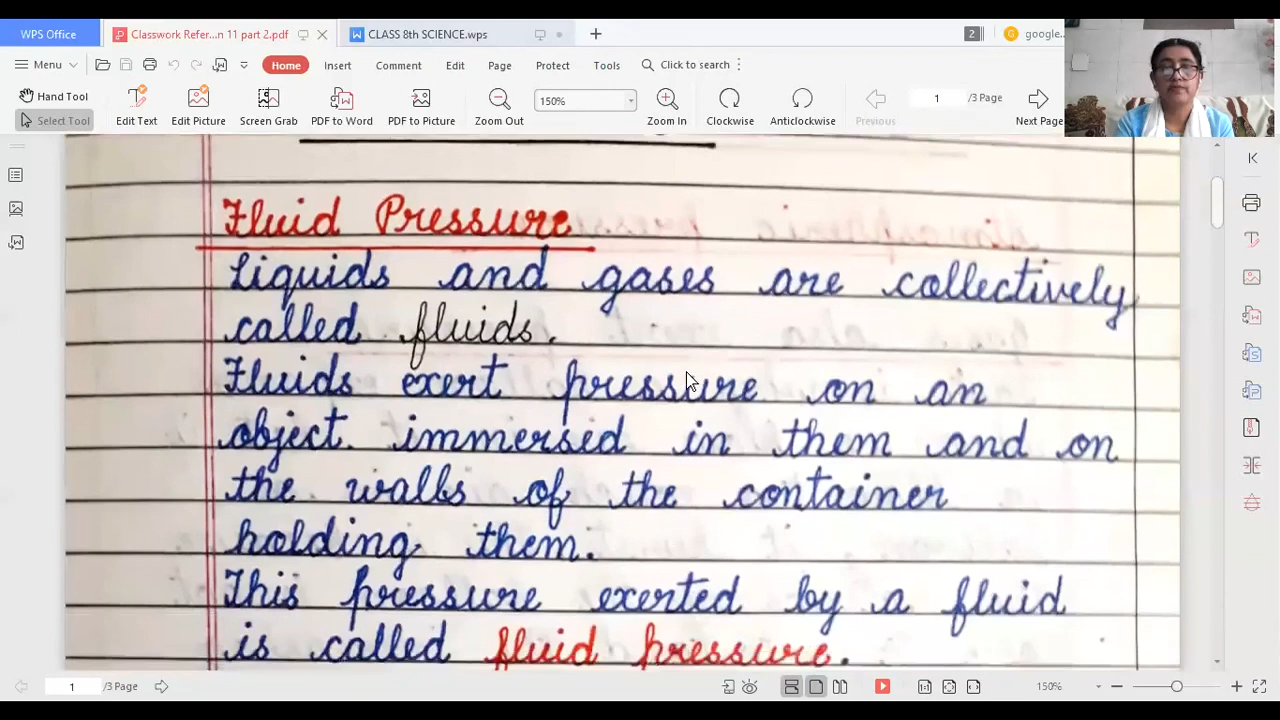 WPS Office
Classwork Refer...n 11 part 2.pdf
CLASS 8th SCIENCE.wps
2
google..
Menu
Home
Insert
Comment
Edit
Page
Protect
Tools
Click to search
Hand Tool
Select Tool
Edit Text
Edit Picture
Screen Grab
PDF to Word
PDF to Picture
Zoom Out
150%
Zoom In
Clockwise
Anticlockwise
Previous
1
/3 Page
Next Page
Fluid Pressure
Liquids and gases are collectively
called fluids.
Fluids exert pressure on an
object immersed in them and on
the walls of the container
holding them.
This pressure exerted by a fluid
is called fluid pressure.
1
/3 Page
150%